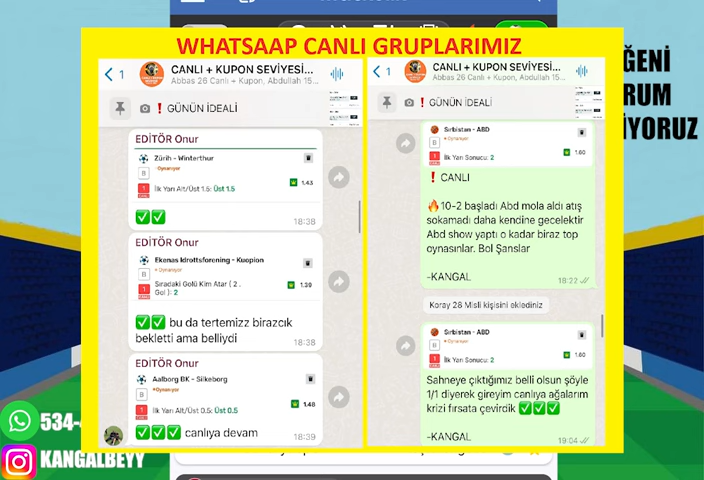 WHATSAAP CANLI GRUPLARIMIZ
ĞENİ
RUM
İYORUZ
1
CANLI + KUPON SEVİYESİ...
Abbas 26 Canlı + Kupon, Abdullah 15...
! GÜNÜN İDEALİ
EDİTÖR Onur
Zürih - Winterthur
B
Oynanıyor
1
İlk Yarı Alt/Üst 1.5: Üst 1.5
1.43
18:38
EDİTÖR Onur
Ekenas Idrottsforening - Kuopion
B
Oynanıyor
1
Sıradaki Golü Kim Atar ( 2 .
Gol ): 2
1.39
bu da tertemizz birazcık
bekletti ama belliydi
18:38
EDİTÖR Onur
Aalborg BK - Silkeborg
B
Oynanıyor
1
İlk Yarı Alt/Üst 0.5: Üst 0.5
1.48
canlıya devam
18:39
1
CANLI + KUPON SEVİYESİ...
Abbas 26 Canlı + Kupon, Abdullah 15...
! GÜNÜN İDEALİ
Sırbistan - ABD
B
Oynanıyor
1
İlk Yarı Sonucu: 2
1.60
! CANLI
10-2 başladı Abd mola aldı atış
sokamadı daha kendine gecelektir
Abd show yaptı o kadar biraz top
oynasınlar. Bol Şanslar
-KANGAL
18:22
Koray 28 Misli kişisini eklediniz
Sırbistan - ABD
B
Oynanıyor
1
İlk Yarı Sonucu: 2
1.60
Sahneye çıktığımız belli olsun şöyle
1/1 diyerek gireyim canlıya ağalarım
krizi fırsata çevirdik
-KANGAL
19:04
534-
KANGALBEYY